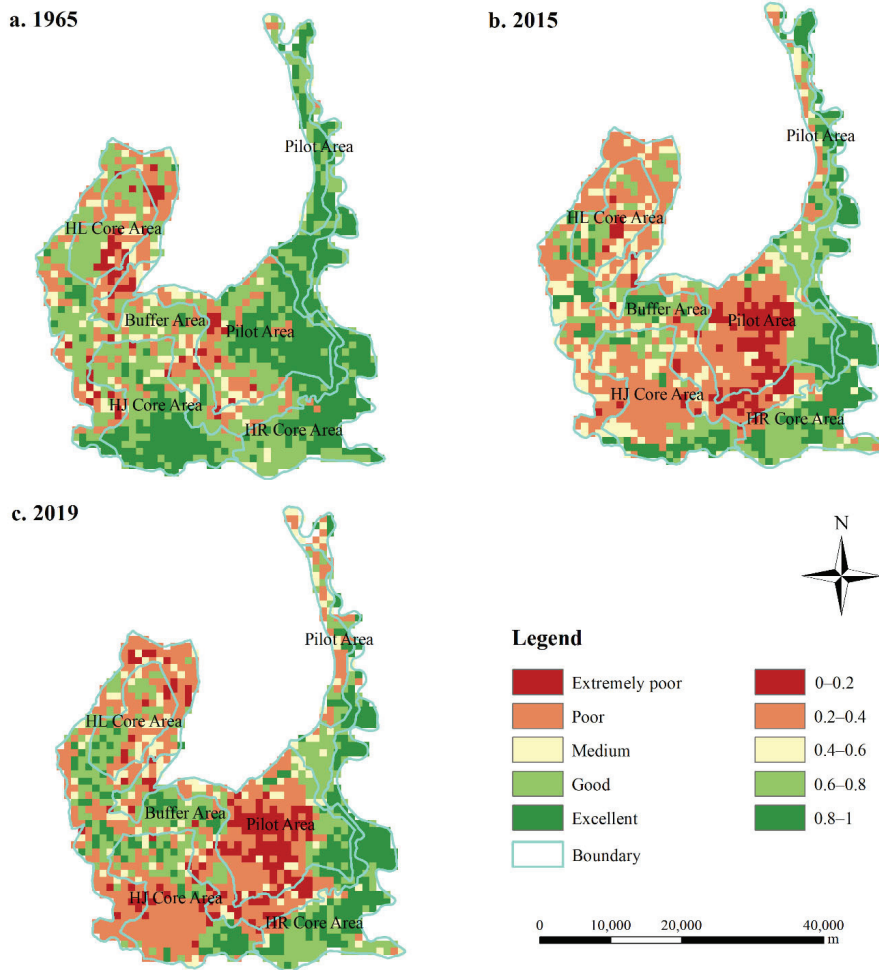 a. 1965
Pilot Area
HL Core Area
Buffer Area
Pilot Area
HJ Core Area
HR Core Area
b. 2015
Pilot Area
HL Core Area
Buffer Area
Pilot Area
HJ Core Area
HR Core Area
c. 2019
Pilot Area
HL Core Area
Buffer Area
Pilot Area
HJ Core Area
HR Core Area
N
Legend
Extremely poor 0–0.2
Poor 0.2–0.4
Medium 0.4–0.6
Good 0.6–0.8
Excellent 0.8–1
Boundary
0 10,000 20,000 40,000
m